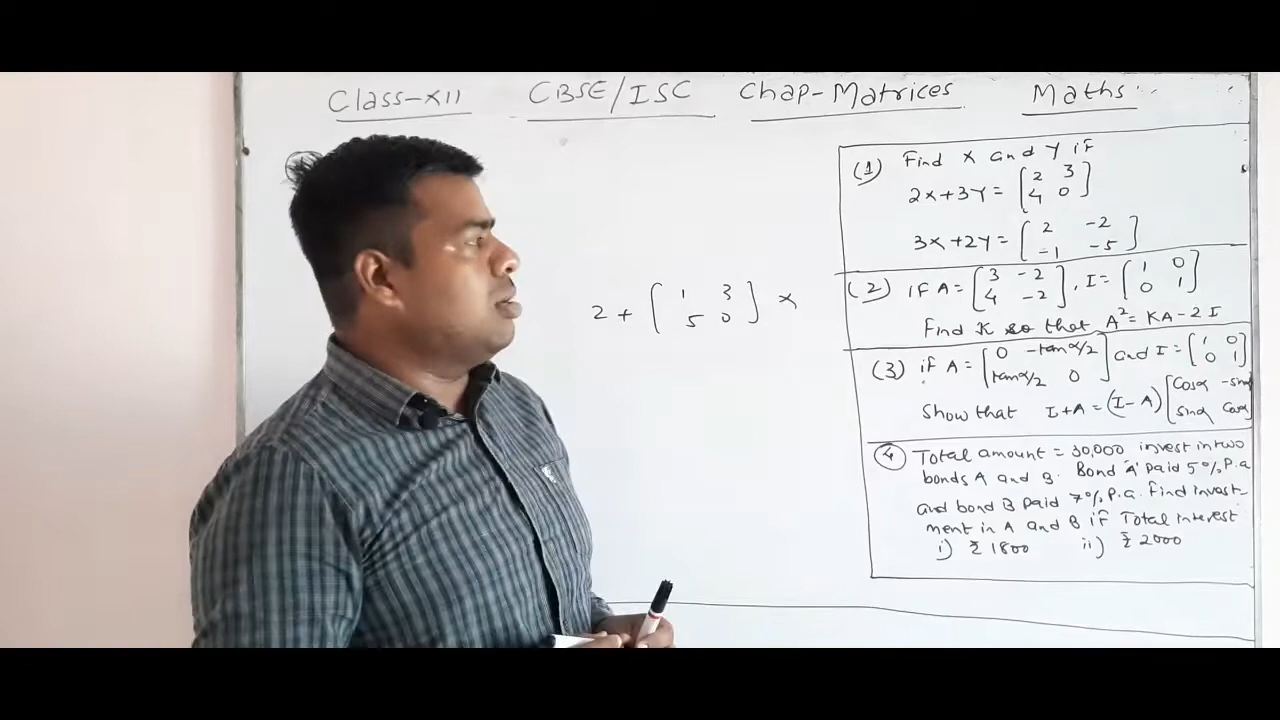 Class-XII CBSE/ISC Chap-Matrices Maths
2 + [1 3; 5 0] ×
(1) Find X and Y if
2X+3Y = [2 3; 4 0]
3X+2Y = [2 -2; -1 -5]
(2) if A = [3 -2; 4 -2], I = [1 0; 0 1]
Find K so that A² = KA-2I
(3) if A = [0 -tanα/2; tanα/2 0] and I = [1 0; 0 1]
Show that I+A = (I-A) [Cosα -sinα; sinα Cosα]
(4) Total amount = 30,000 invest in two
bonds A and B. Bond 'A' paid 5% P.a
and bond B paid 7% P.a. Find invest-
ment in A and B if Total interest
i) ₹ 1800 ii) ₹ 2000